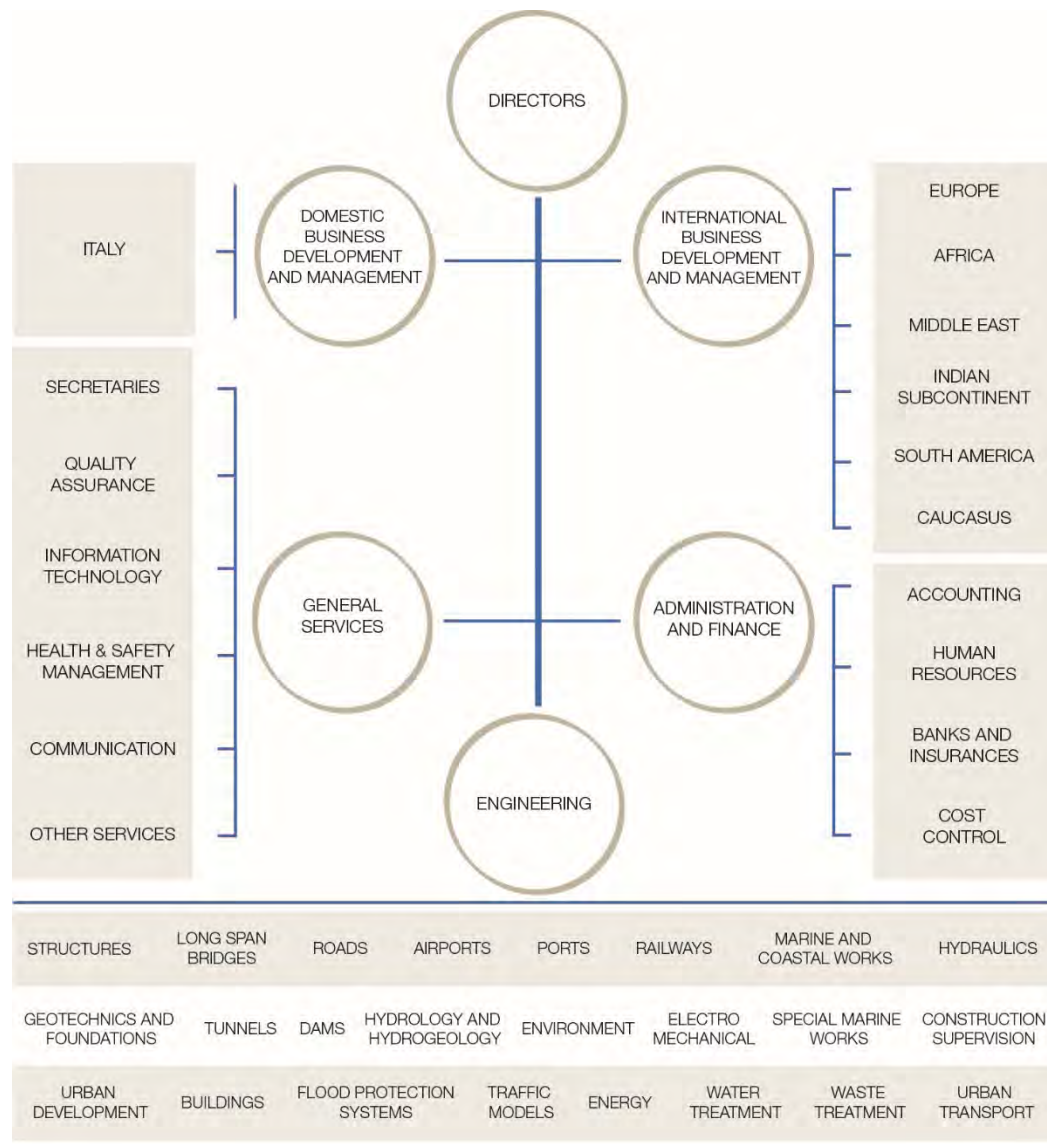 DIRECTORS
DOMESTIC
BUSINESS
DEVELOPMENT
AND MANAGEMENT
INTERNATIONAL
BUSINESS
DEVELOPMENT
AND MANAGEMENT
ITALY
EUROPE
AFRICA
MIDDLE EAST
INDIAN
SUBCONTINENT
SOUTH AMERICA
CAUCASUS
SECRETARIES
QUALITY
ASSURANCE
INFORMATION
TECHNOLOGY
HEALTH & SAFETY
MANAGEMENT
COMMUNICATION
OTHER SERVICES
GENERAL
SERVICES
ADMINISTRATION
AND FINANCE
ACCOUNTING
HUMAN
RESOURCES
BANKS AND
INSURANCES
COST
CONTROL
ENGINEERING
STRUCTURES
LONG SPAN
BRIDGES
ROADS
AIRPORTS
PORTS
RAILWAYS
MARINE AND
COASTAL WORKS
HYDRAULICS
GEOTECHNICS AND
FOUNDATIONS
TUNNELS
DAMS
HYDROLOGY AND
HYDROGEOLOGY
ENVIRONMENT
ELECTRO
MECHANICAL
SPECIAL MARINE
WORKS
CONSTRUCTION
SUPERVISION
URBAN
DEVELOPMENT
BUILDINGS
FLOOD PROTECTION
SYSTEMS
TRAFFIC
MODELS
ENERGY
WATER
TREATMENT
WASTE
TREATMENT
URBAN
TRANSPORT